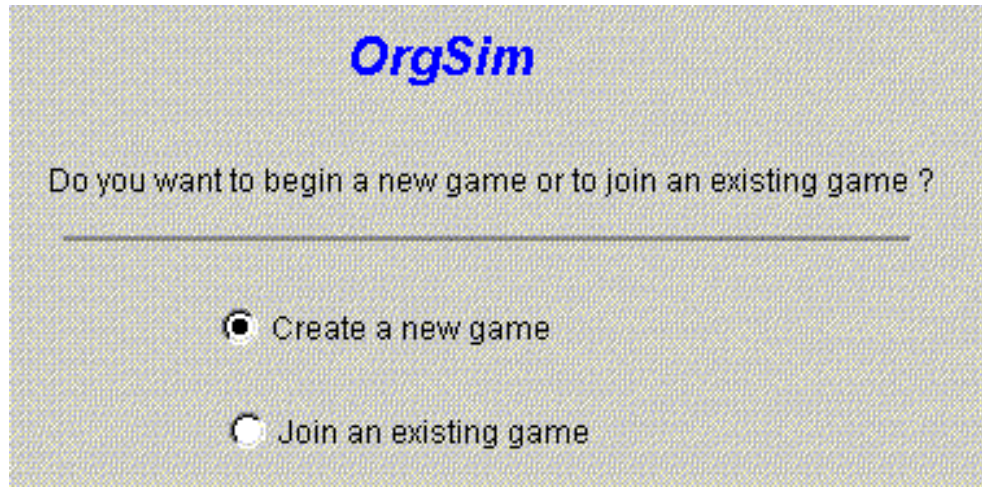 OrgSim
Do you want to begin a new game or to join an existing game ?
Create a new game
Join an existing game